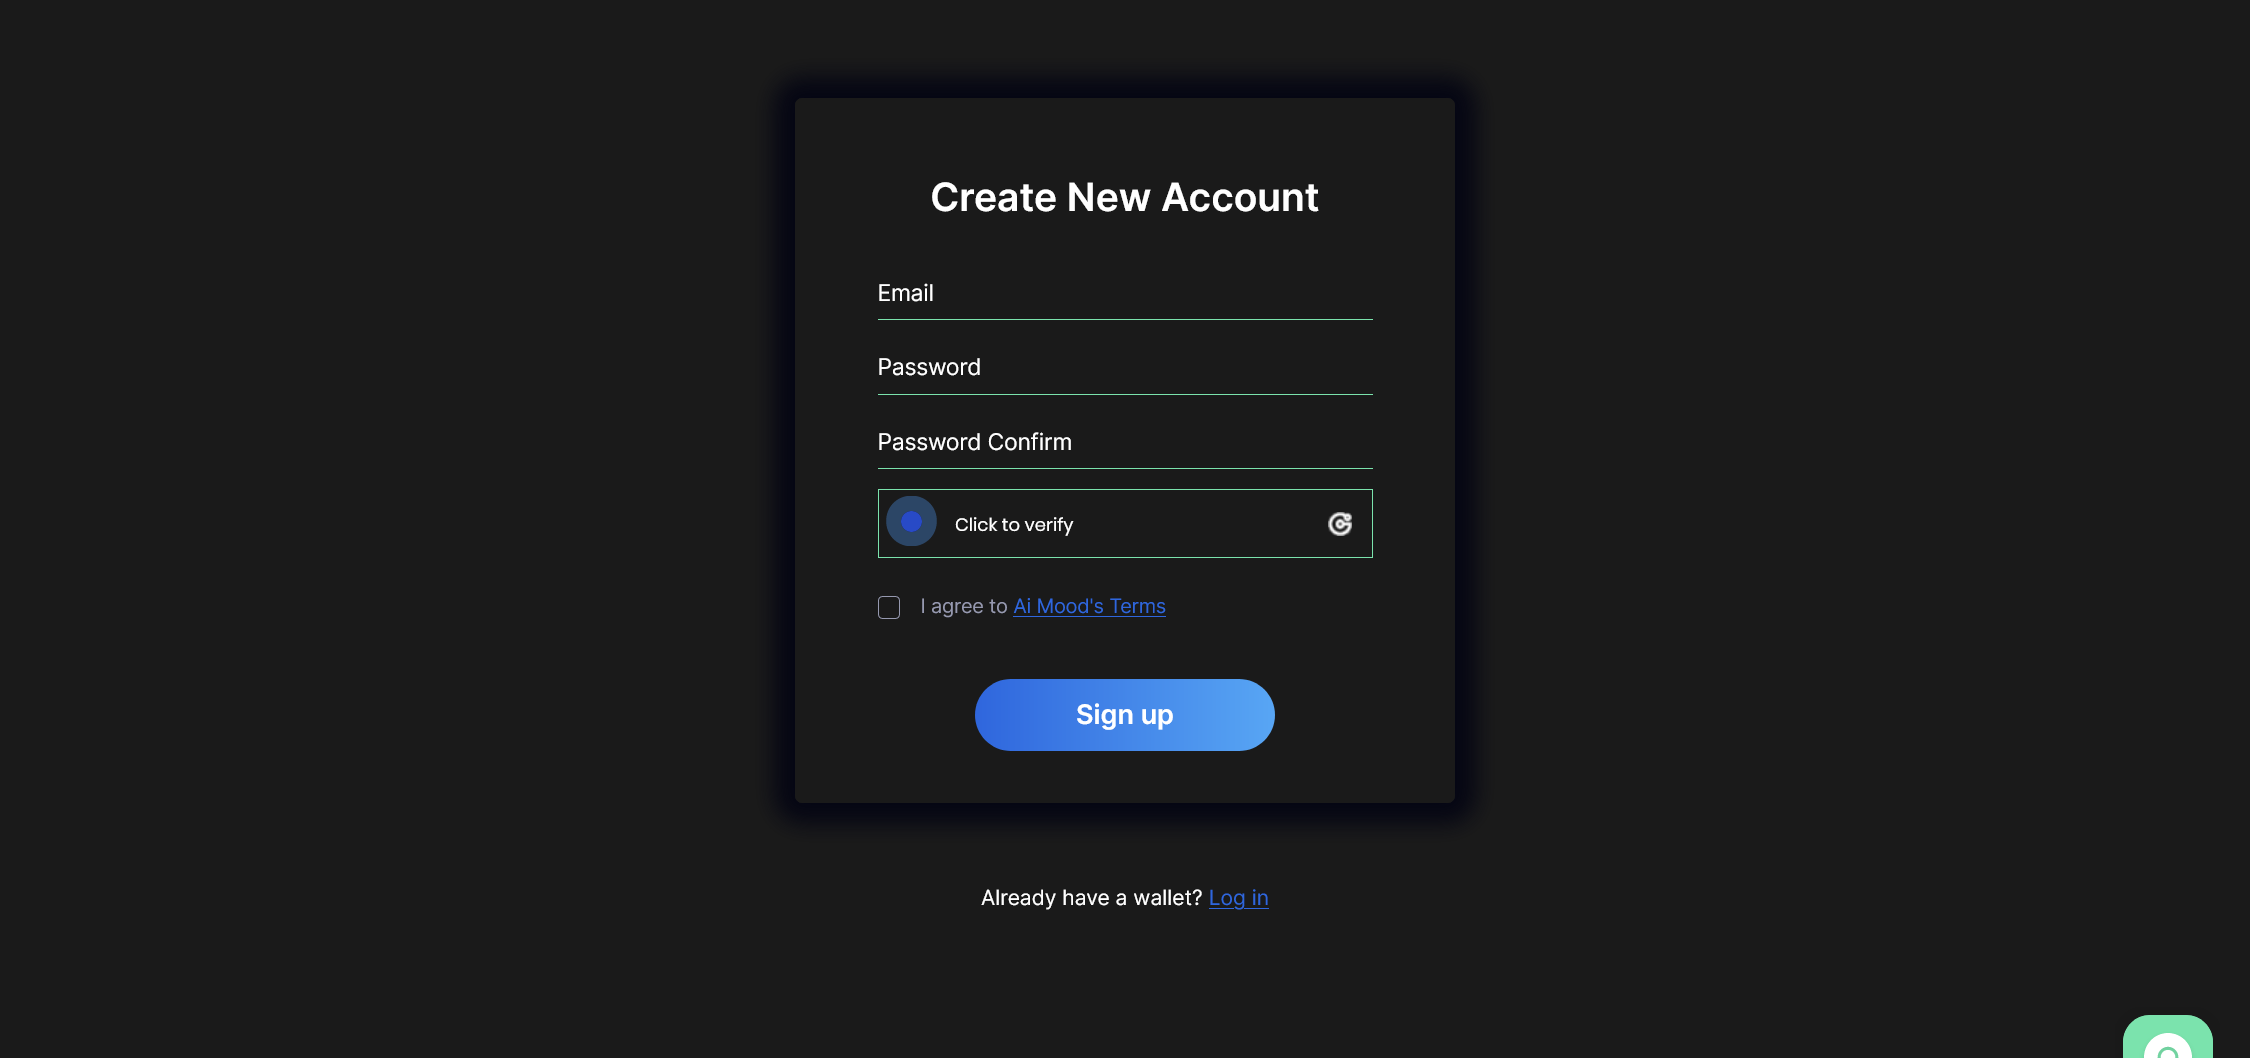 Create New Account
Email
Password
Password Confirm
Click to verify
I agree to Ai Mood's Terms
Sign up
Already have a wallet? Log in